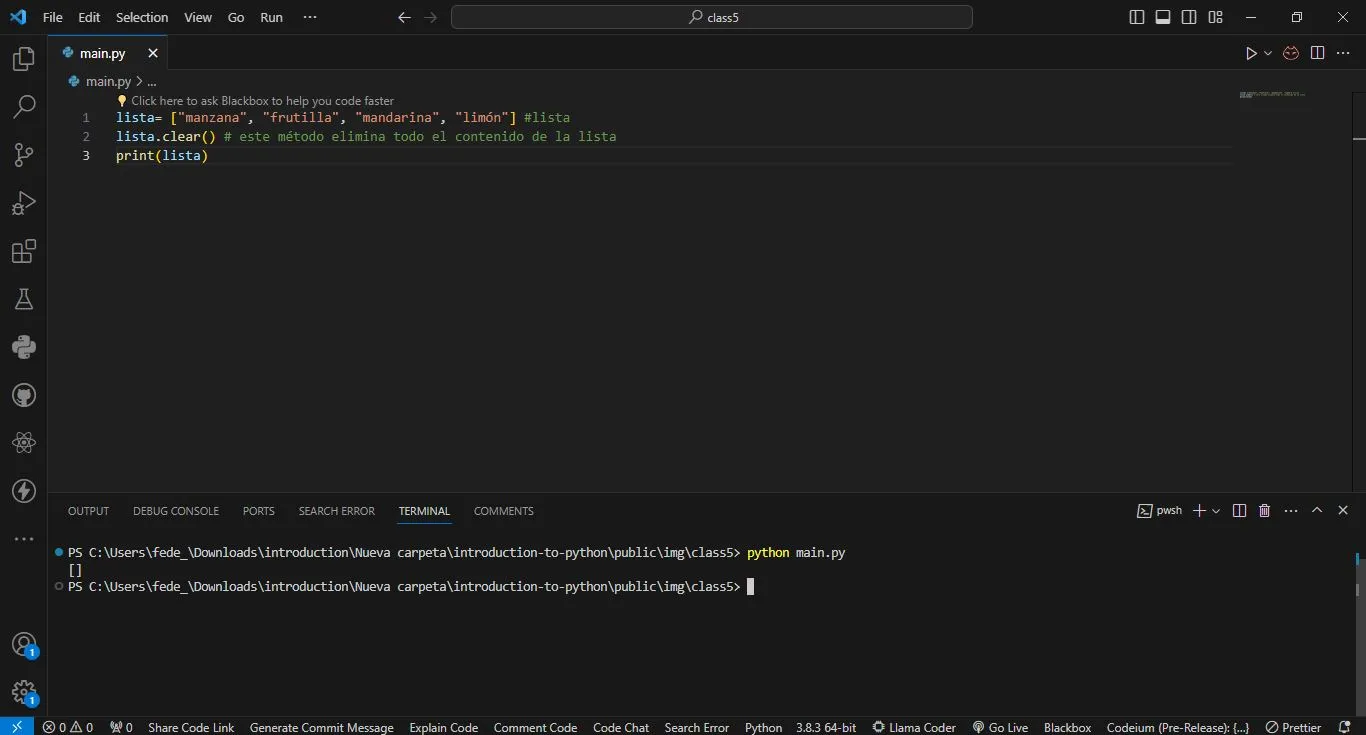 File Edit Selection View Go Run ··· class5
main.py
main.py > ...
Click here to ask Blackbox to help you code faster
1 lista= ["manzana", "frutilla", "mandarina", "limón"] #lista
2 lista.clear() # este método elimina todo el contenido de la lista
3 print(lista)
OUTPUT DEBUG CONSOLE PORTS SEARCH ERROR TERMINAL COMMENTS pwsh
PS C:\Users\fede_\Downloads\introduction\Nueva carpeta\introduction-to-python\public\img\class5> python main.py
[]
PS C:\Users\fede_\Downloads\introduction\Nueva carpeta\introduction-to-python\public\img\class5>
1
1
0 0 0 Share Code Link Generate Commit Message Explain Code Comment Code Code Chat Search Error Python 3.8.3 64-bit Llama Coder Go Live Blackbox Codeium (Pre-Release): {...} Prettier